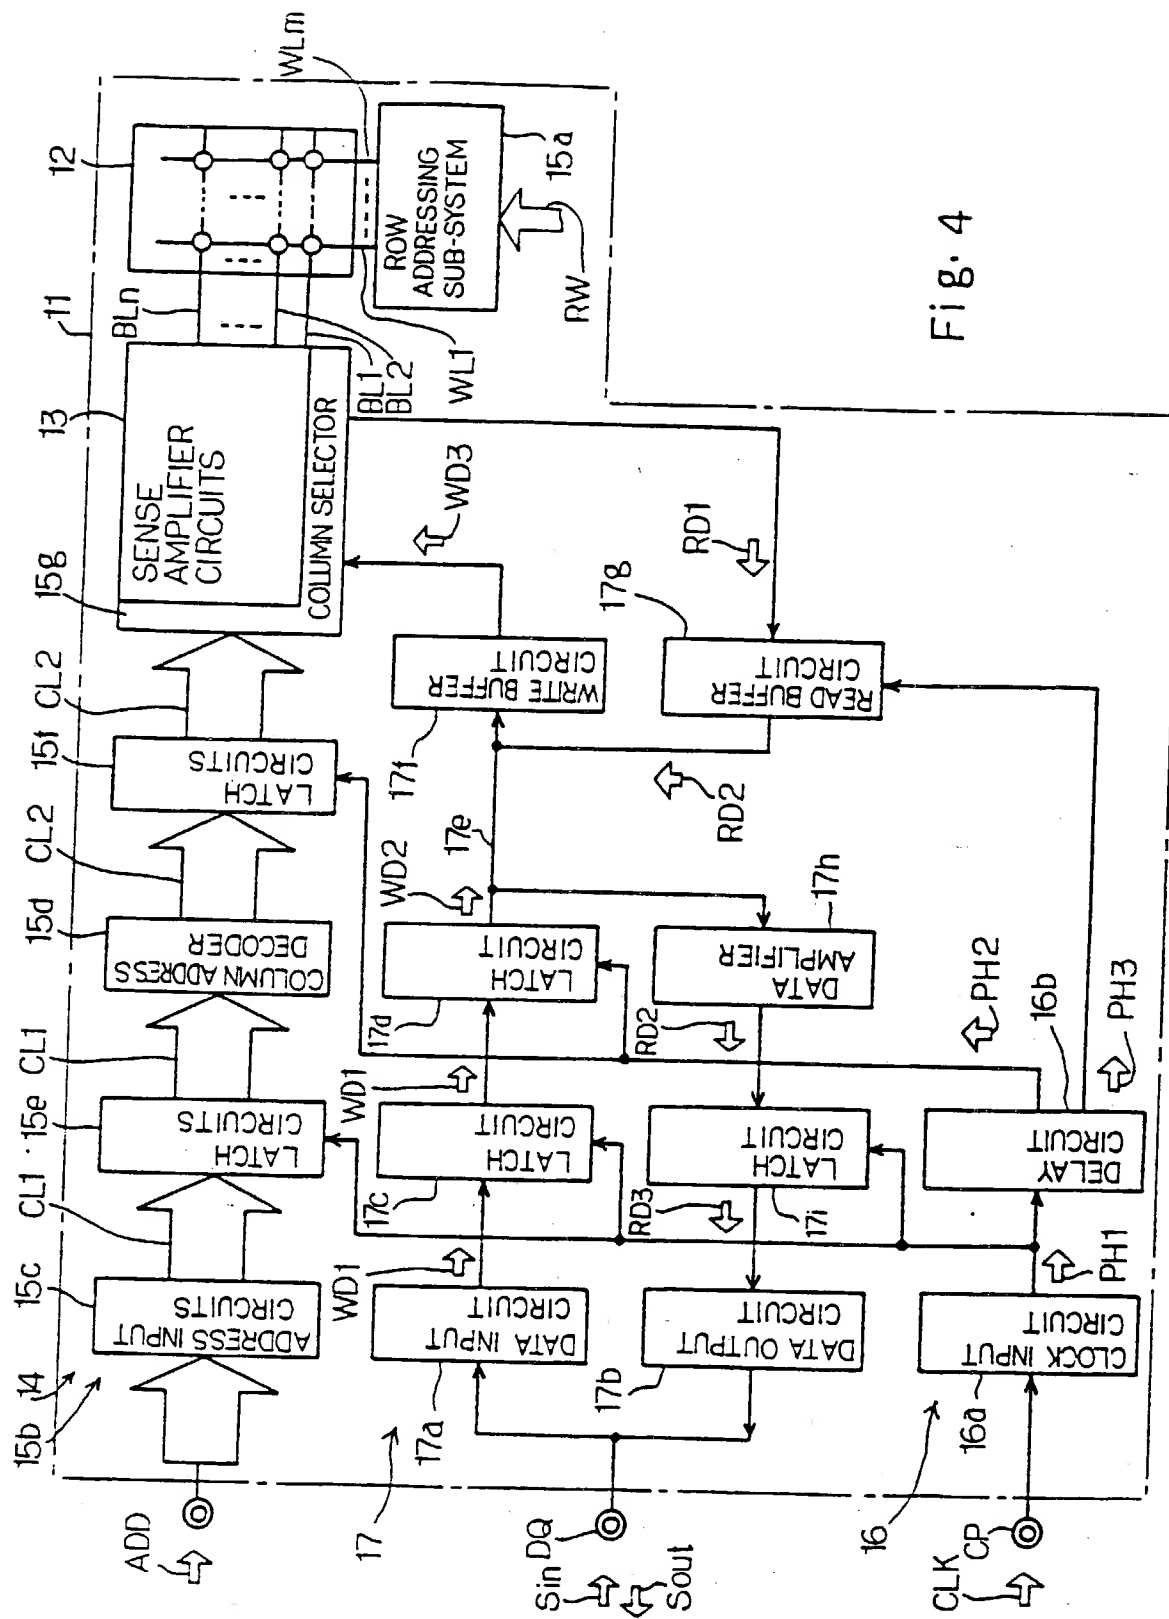 Fig. 4
11
12
13
14
15b
ADD
15c
ADDRESS INPUT
CIRCUITS
CL1
15e
LATCH
CIRCUITS
CL1
15d
COLUMN ADDRESS
DECODER
CL2
15f
LATCH
CIRCUITS
CL2
15g
SENSE
AMPLIFIER
CIRCUITS
COLUMN SELECTOR
BLn
BL1
BL2
WL1
WLm
ROW
ADDRESSING
SUB-SYSTEM
15a
RW
17
Sin
DQ
Sout
17a
DATA INPUT
CIRCUIT
WD1
17c
LATCH
CIRCUIT
WD1
17d
LATCH
CIRCUIT
WD2
17e
17f
WRITE BUFFER
CIRCUIT
WD3
17b
DATA OUTPUT
CIRCUIT
RD3
17i
LATCH
CIRCUIT
RD2
17h
DATA
AMPLIFIER
RD2
17g
READ BUFFER
CIRCUIT
RD1
16
CLK
CP
16a
CLOCK INPUT
CIRCUIT
PH1
DELAY
CIRCUIT
16b
PH2
PH3